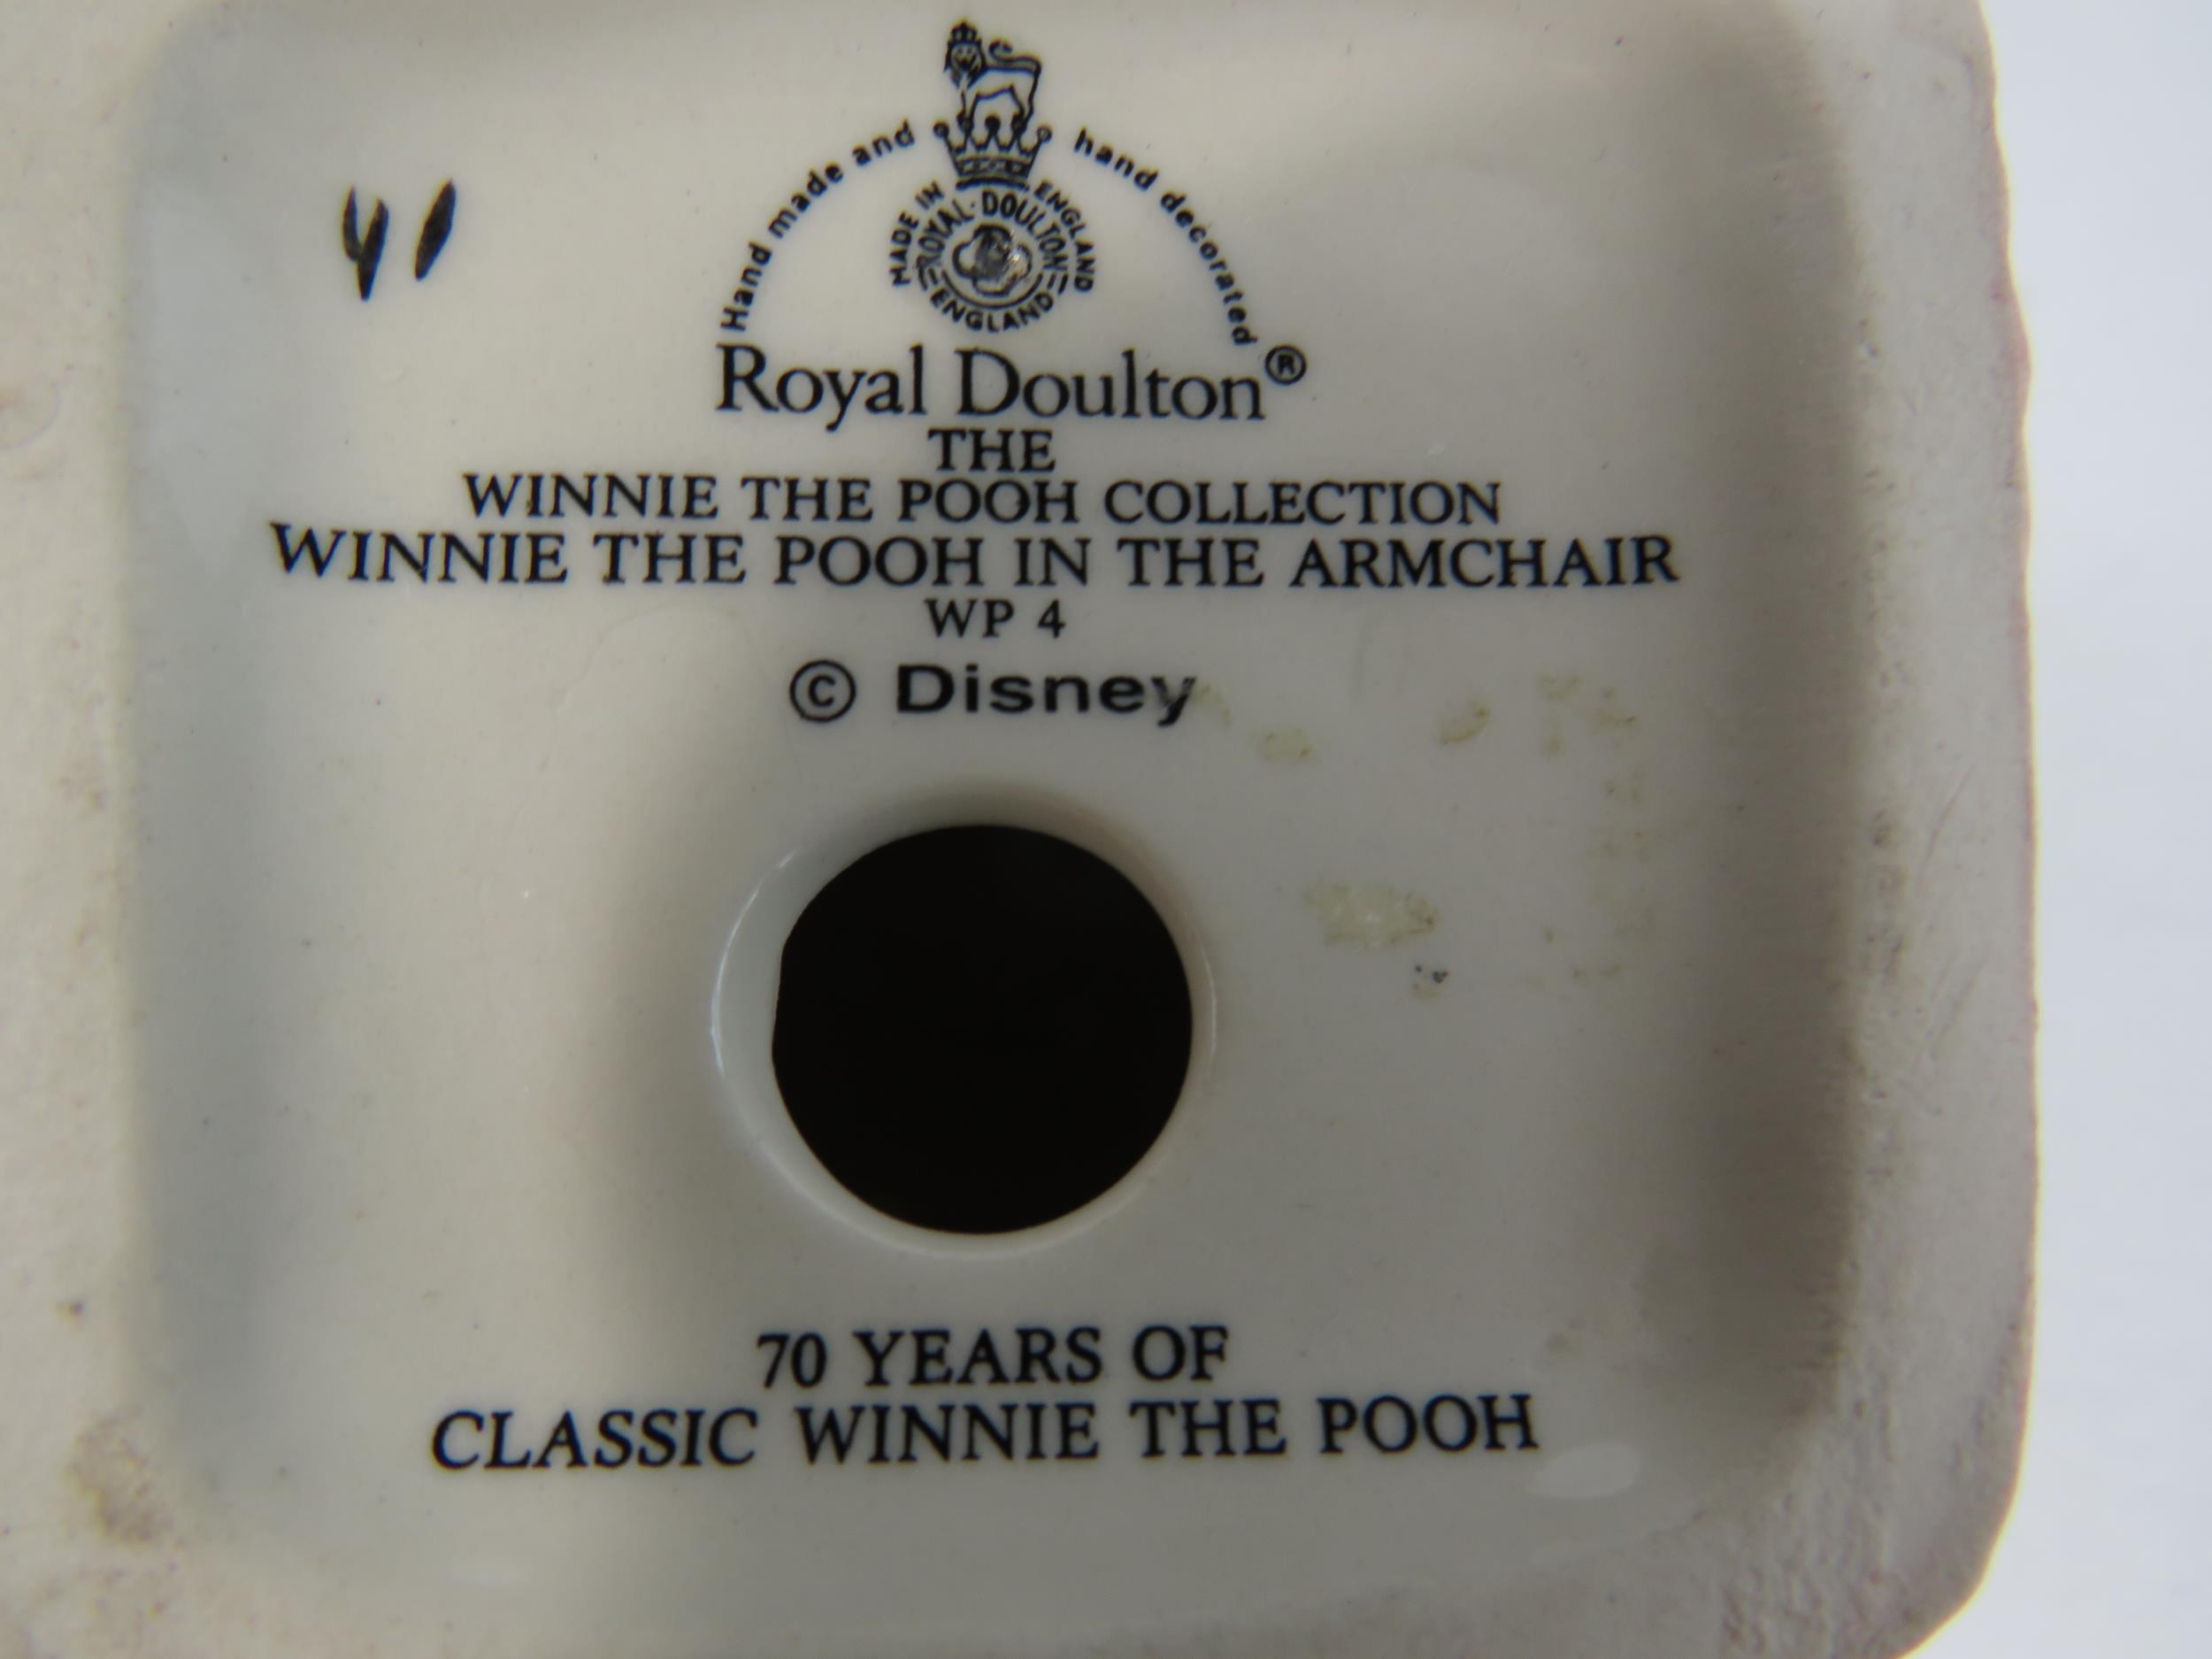 Hand made and hand decorated
MADE IN ENGLAND
ROYAL·DOULTON
ENGLAND
41
Royal Doulton®
THE
WINNIE THE POOH COLLECTION
WINNIE THE POOH IN THE ARMCHAIR
WP 4
© Disney
70 YEARS OF
CLASSIC WINNIE THE POOH